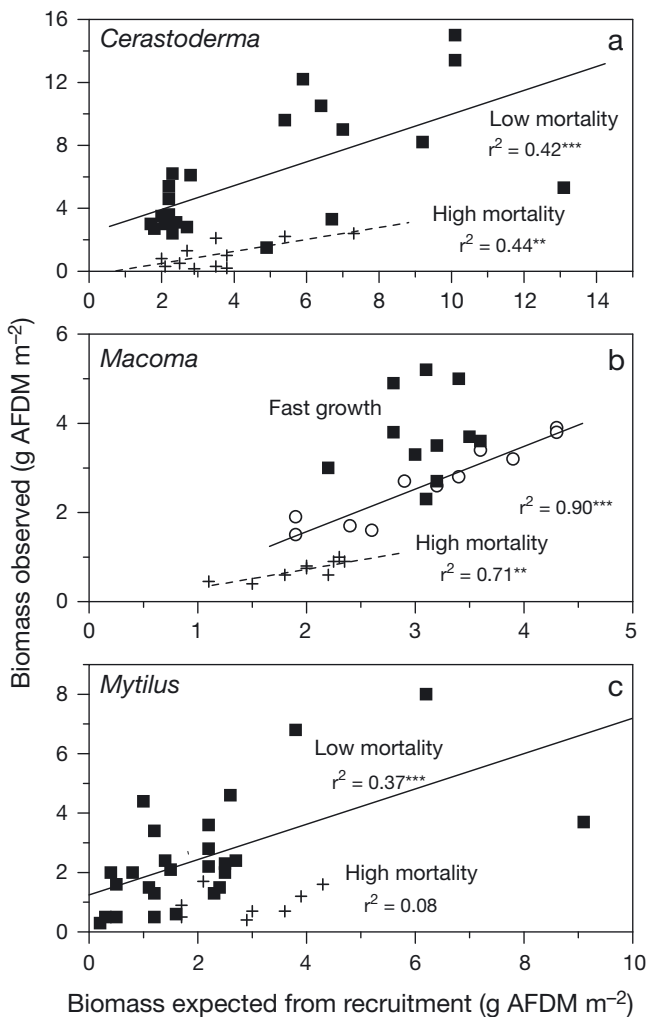 Cerastoderma
a
16
12
8
4
0
Low mortality
r² = 0.42***
High mortality
r² = 0.44**
0 2 4 6 8 10 12 14
Macoma
b
6
4
2
0
Fast growth
r² = 0.90***
High mortality
r² = 0.71**
0 1 2 3 4 5
Mytilus
c
8
6
4
2
0
Low mortality
r² = 0.37***
High mortality
r² = 0.08
0 2 4 6 8 10
Biomass observed (g AFDM m⁻²)
Biomass expected from recruitment (g AFDM m⁻²)